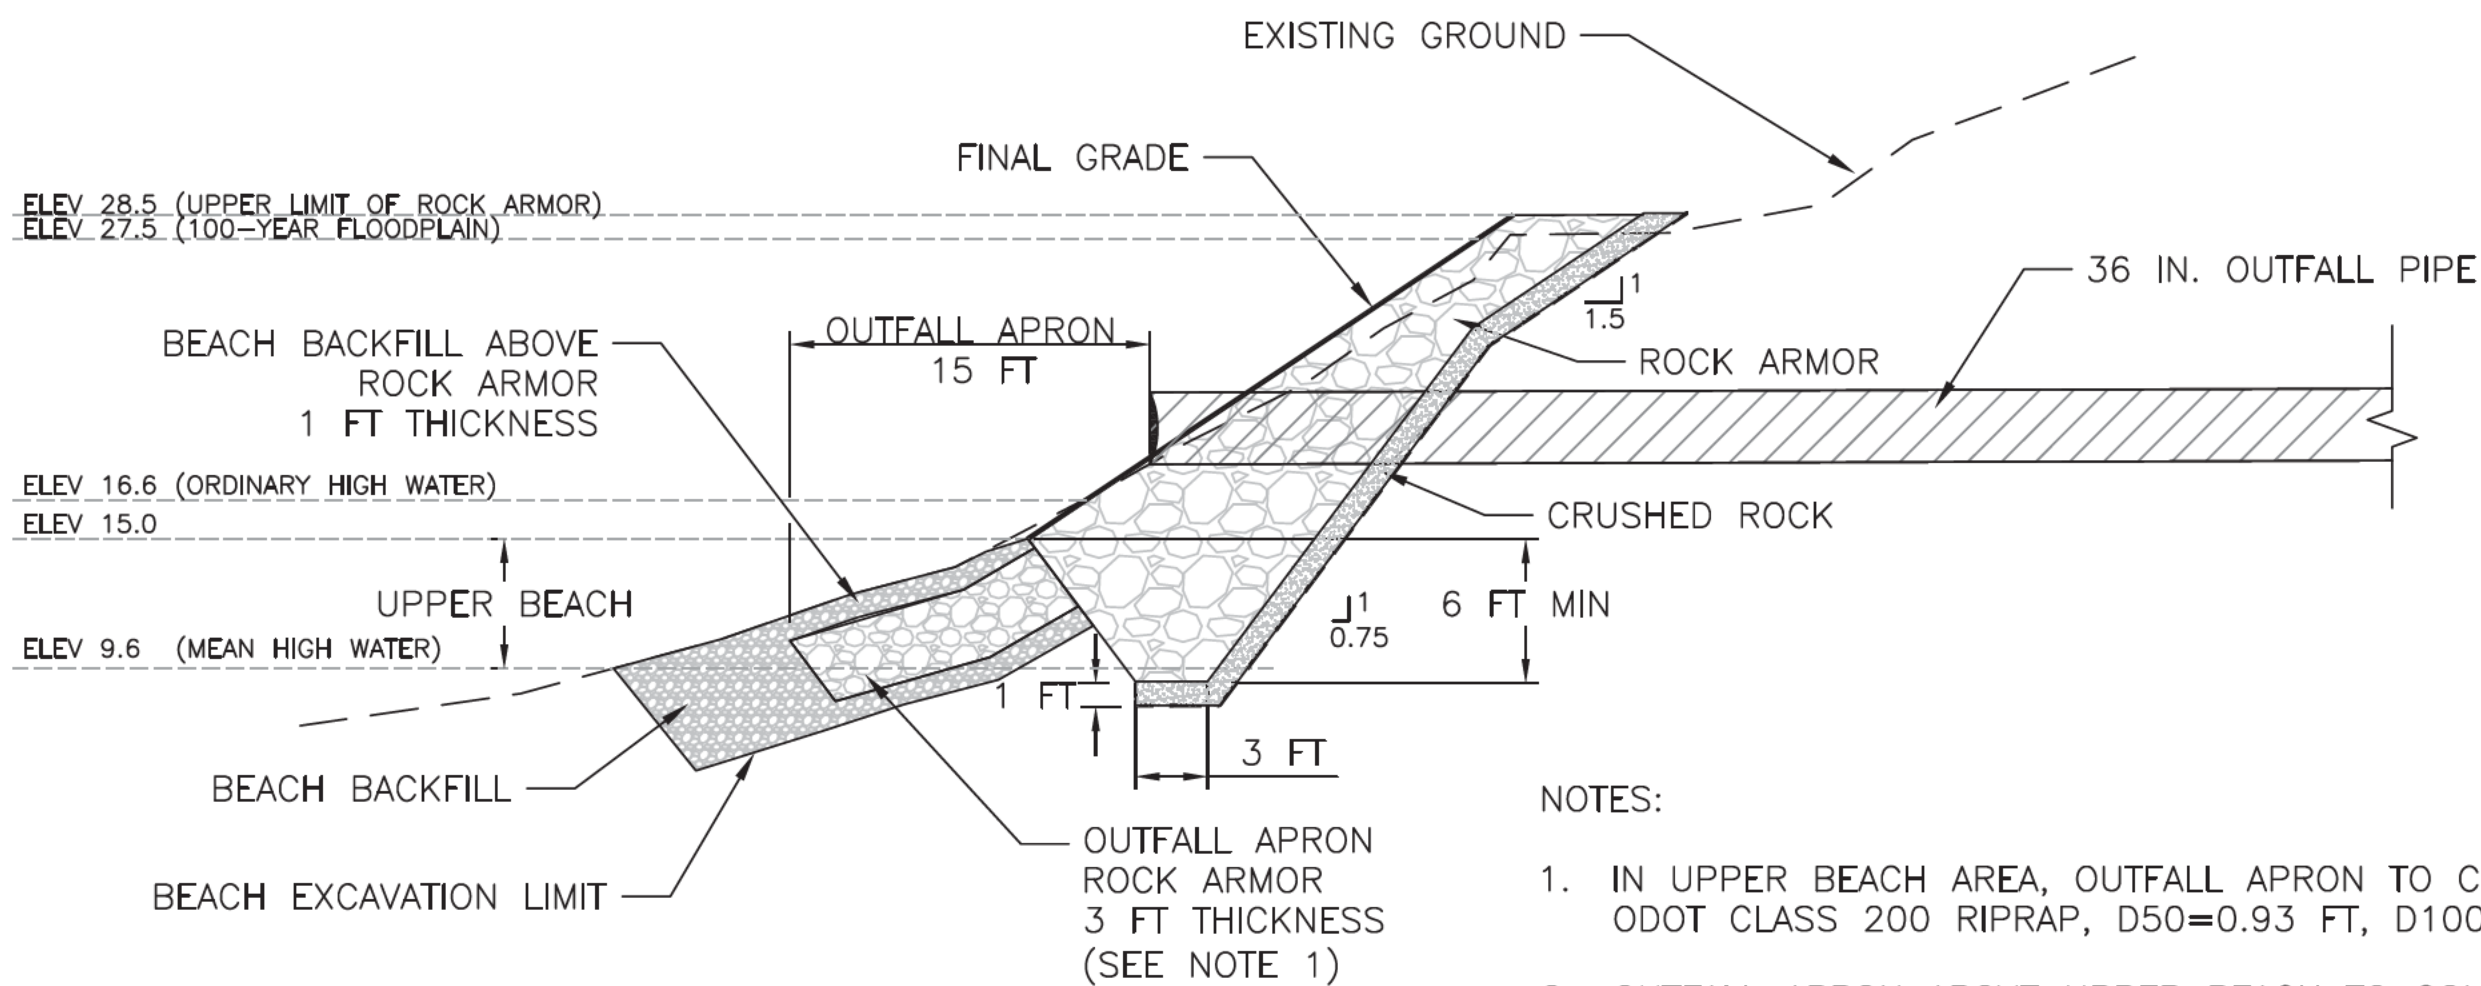 EXISTING GROUND
FINAL GRADE
ELEV 28.5 (UPPER LIMIT OF ROCK ARMOR)
ELEV 27.5 (100-YEAR FLOODPLAIN)
36 IN. OUTFALL PIPE
1
1.5
OUTFALL APRON
15 FT
BEACH BACKFILL ABOVE
ROCK ARMOR
1 FT THICKNESS
ROCK ARMOR
ELEV 16.6 (ORDINARY HIGH WATER)
ELEV 15.0
CRUSHED ROCK
UPPER BEACH
1
0.75
6 FT MIN
ELEV 9.6 (MEAN HIGH WATER)
1 FT
3 FT
BEACH BACKFILL
BEACH EXCAVATION LIMIT
OUTFALL APRON
ROCK ARMOR
3 FT THICKNESS
(SEE NOTE 1)
NOTES:
1. IN UPPER BEACH AREA, OUTFALL APRON TO C
ODOT CLASS 200 RIPRAP, D50=0.93 FT, D100